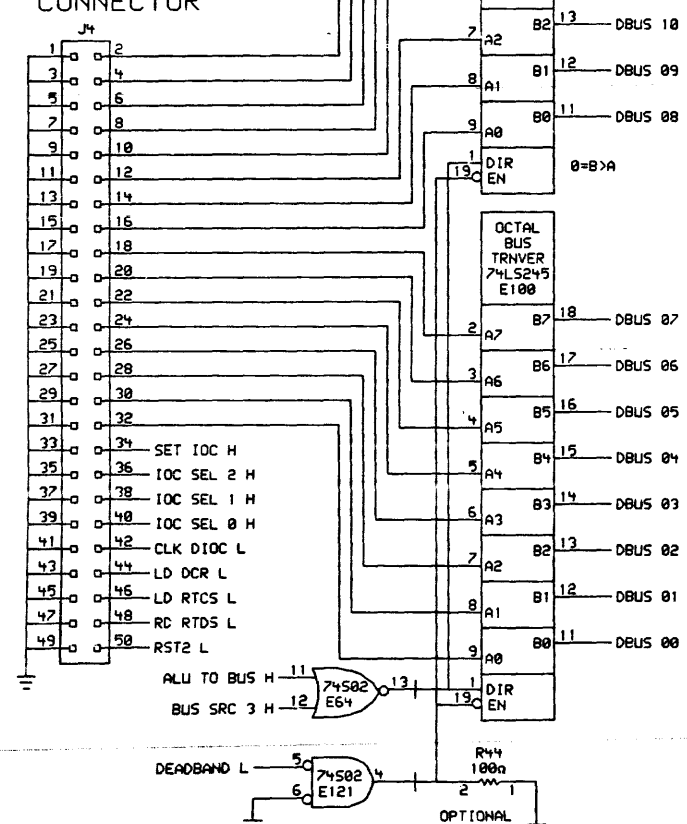 CONNECTOR
J4
1 2
3 4
5 6
7 8
9 10
11 12
13 14
15 16
17 18
19 20
21 22
23 24
25 26
27 28
29 30
31 32
33 34 SET IOC H
35 36 IOC SEL 2 H
37 38 IOC SEL 1 H
39 40 IOC SEL 0 H
41 42 CLK DIOC L
43 44 LD DCR L
45 46 LD RTCS L
47 48 RD RTDS L
49 50 RST2 L
B2 13 DBUS 10
7 A2
B1 12 DBUS 09
8 A1
B0 11 DBUS 08
9 A0
1 DIR
19 EN
0=B>A
OCTAL
BUS
TRNVER
74LS245
E100
B7 18 DBUS 07
2 A7
B6 17 DBUS 06
3 A6
B5 16 DBUS 05
4 A5
B4 15 DBUS 04
5 A4
B3 14 DBUS 03
6 A3
B2 13 DBUS 02
7 A2
B1 12 DBUS 01
8 A1
B0 11 DBUS 00
9 A0
1 DIR
19 EN
ALU TO BUS H 11
BUS SRC 3 H 12
74S02
E64
13
DEADBAND L 5
6
74S02
E121
4
R44
100Ω
2 1
OPTIONAL